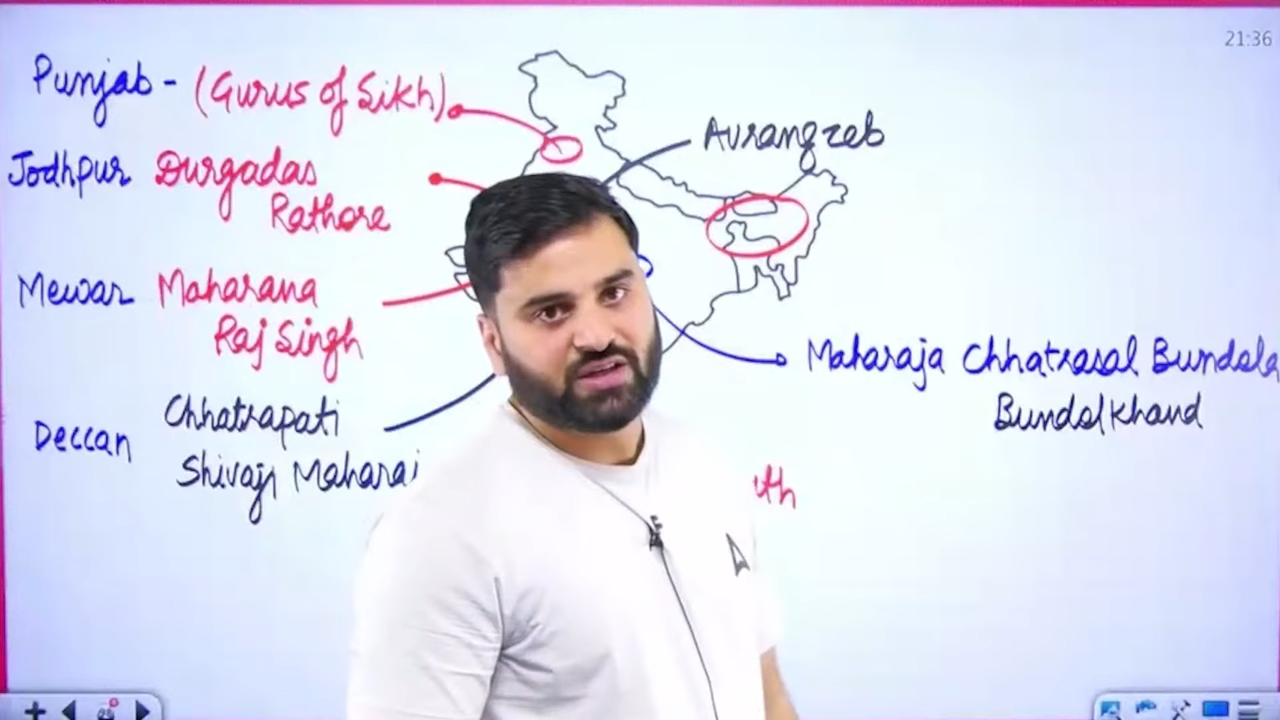 21:36
Punjab - (Gurus of Sikh)
Aurangzeb
Jodhpur Durgadas
Rathore
Mewar Maharana
Raj Singh
Maharaja Chhatrasal Bundela
Bundelkhand
Deccan Chhatrapati
Shivaji Maharaj
uth